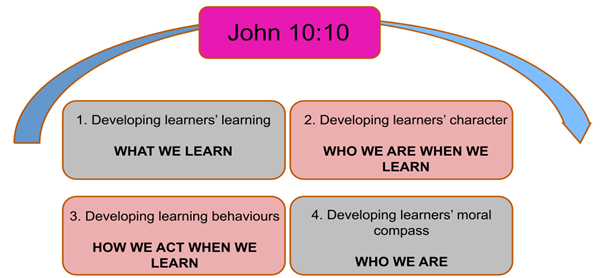 John 10:10
1. Developing learners’ learning
WHAT WE LEARN
2. Developing learners’ character
WHO WE ARE WHEN WE
LEARN
3. Developing learning behaviours
HOW WE ACT WHEN WE
LEARN
4. Developing learners’ moral
compass
WHO WE ARE